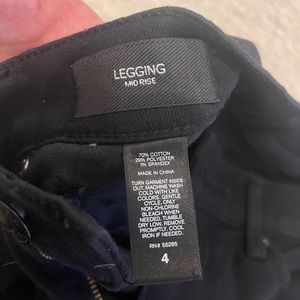 LEGGING
MID RISE
70% COTTON
29% POLYESTER
1% SPANDEX
MADE IN CHINA
TURN GARMENT INSIDE
OUT. MACHINE WASH
COLD WITH LIKE
COLORS, GENTLE
CYCLE. ONLY
NON-CHLORINE
BLEACH WHEN
NEEDED. TUMBLE
DRY LOW. REMOVE
PROMPTLY. COOL
IRON IF NEEDED.
RN# 55285
4